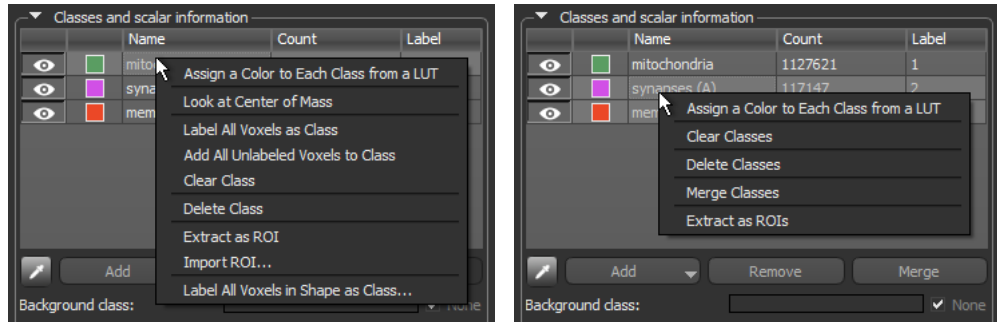 Classes and scalar information
Name Count Label
mito
syna
mem
Assign a Color to Each Class from a LUT
Look at Center of Mass
Label All Voxels as Class
Add All Unlabeled Voxels to Class
Clear Class
Delete Class
Extract as ROI
Import ROI...
Label All Voxels in Shape as Class...
Add
Background class: None
Classes and scalar information
Name Count Label
mitochondria 1127621 1
synapses (A) 117147 2
mem
Assign a Color to Each Class from a LUT
Clear Classes
Delete Classes
Merge Classes
Extract as ROIs
Add Remove Merge
Background class: None